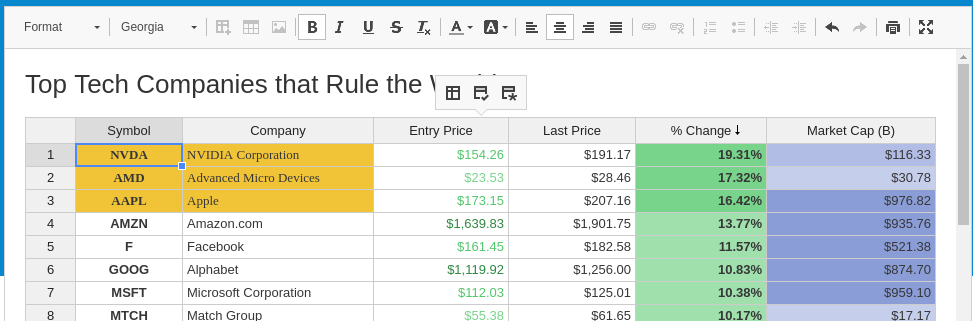 Format Georgia B I U S Tx A A
Top Tech Companies that Rule the
Symbol Company Entry Price Last Price % Change Market Cap (B)
1 NVDA NVIDIA Corporation $154.26 $191.17 19.31% $116.33
2 AMD Advanced Micro Devices $23.53 $28.46 17.32% $30.78
3 AAPL Apple $173.15 $207.16 16.42% $976.82
4 AMZN Amazon.com $1,639.83 $1,901.75 13.77% $935.76
5 F Facebook $161.45 $182.58 11.57% $521.38
6 GOOG Alphabet $1,119.92 $1,256.00 10.83% $874.70
7 MSFT Microsoft Corporation $112.03 $125.01 10.38% $959.10
8 MTCH Match Group $55.38 $61.65 10.17% $17.17